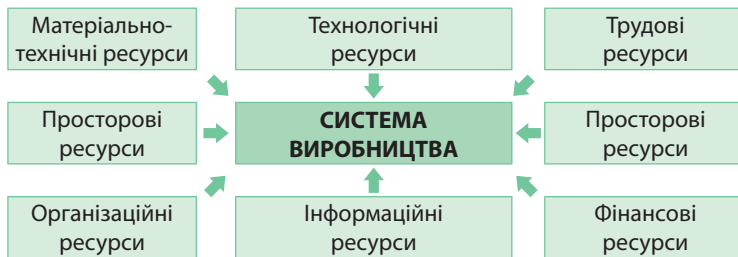 Матеріально-
технічні ресурси
Технологічні
ресурси
Трудові
ресурси
Просторові
ресурси
СИСТЕМА
ВИРОБНИЦТВА
Просторові
ресурси
Організаційні
ресурси
Інформаційні
ресурси
Фінансові
ресурси